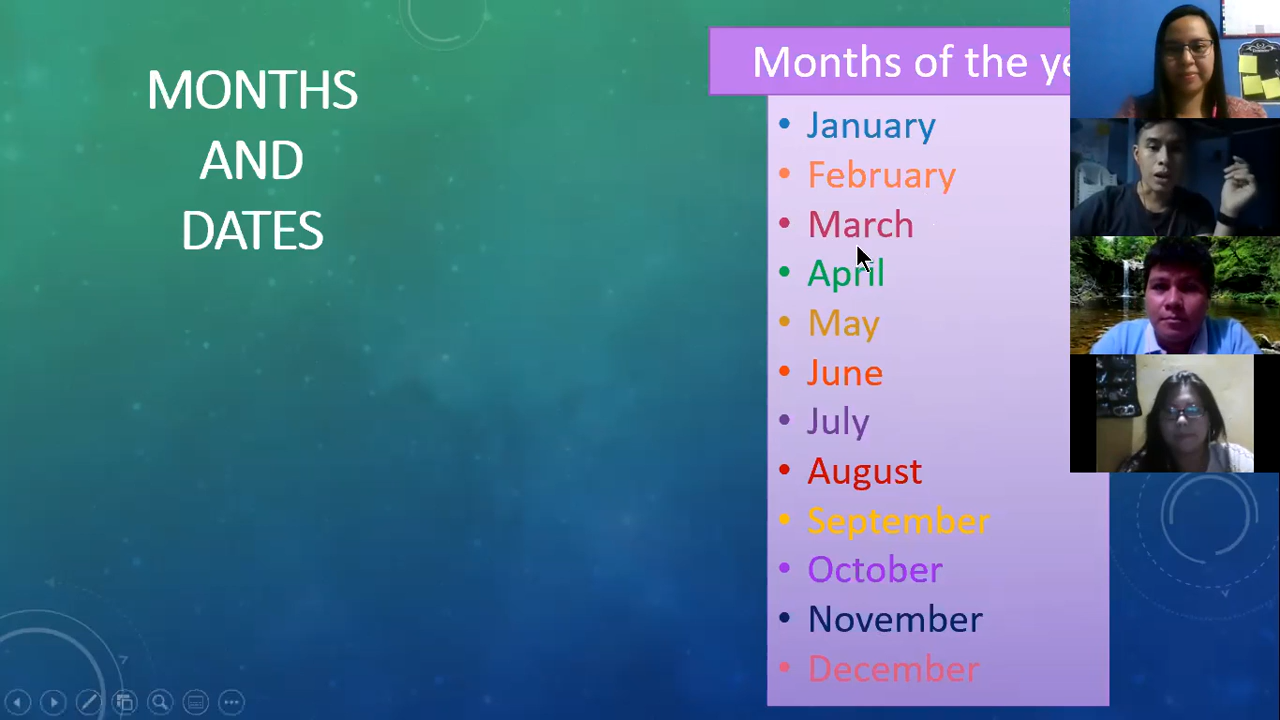 MONTHS
AND
DATES
Months of the ye
• January
• February
• March
• April
• May
• June
• July
• August
• September
• October
• November
• December